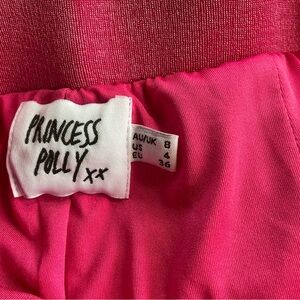 PRINCESS
POLLY xx
AU/UK 8
US 4
EU 36